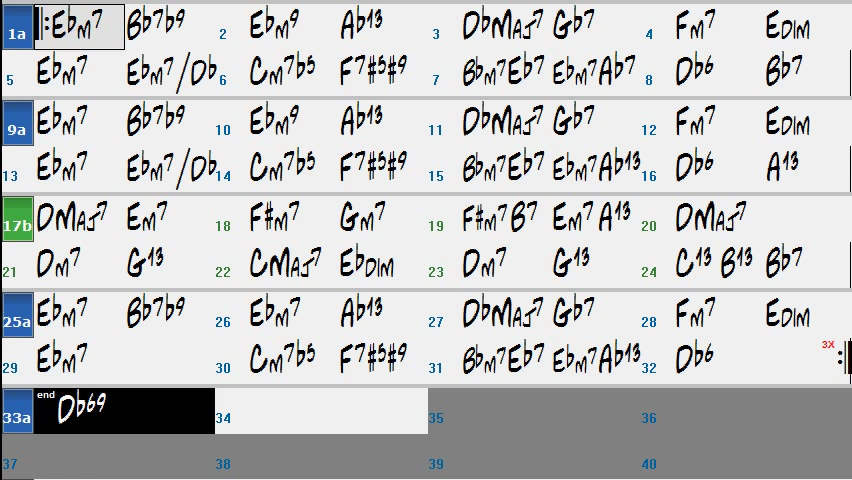 1a |:Ebm7 Bb7b9 2 Ebm9 Ab13 3 DbMAJ7 Gb7 4 Fm7 EDIM
5 Ebm7 Ebm7/Db 6 Cm7b5 F7#5#9 7 Bbm7 Eb7 Ebm7 Ab7 8 Db6 Bb7
9a Ebm7 Bb7b9 10 Ebm9 Ab13 11 DbMAJ7 Gb7 12 Fm7 EDIM
13 Ebm7 Ebm7/Db 14 Cm7b5 F7#5#9 15 Bbm7 Eb7 Ebm7 Ab13 16 Db6 A13
17b DMAJ7 Em7 18 F#m7 Gm7 19 F#m7 B7 Em7 A13 20 DMAJ7
21 Dm7 G13 22 CMAJ7 EbDIM 23 Dm7 G13 24 C13 B13 Bb7
25a Ebm7 Bb7b9 26 Ebm7 Ab13 27 DbMAJ7 Gb7 28 Fm7 EDIM
29 Ebm7 30 Cm7b5 F7#5#9 31 Bbm7 Eb7 Ebm7 Ab13 32 Db6 3X :|
33a end Db69 34 35 36
37 38 39 40